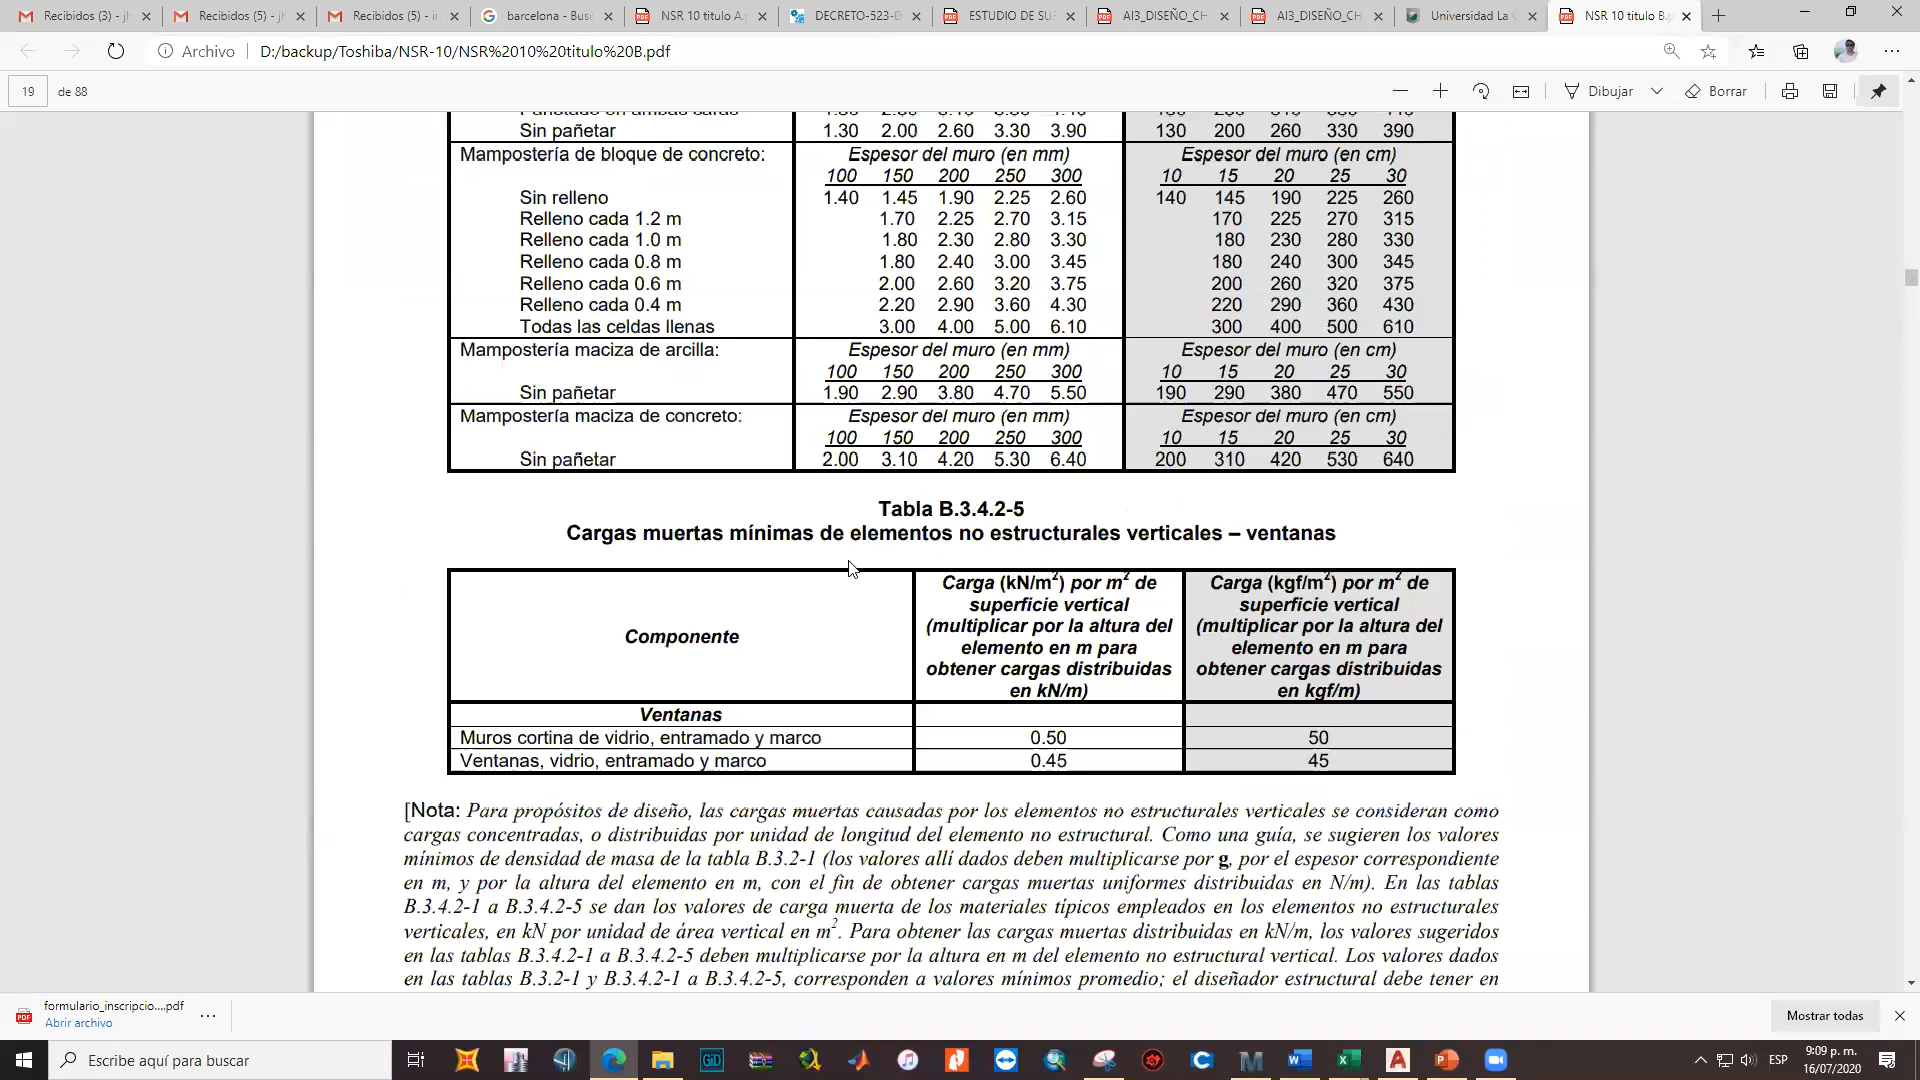 Recibidos (3) - jh
Recibidos (5) - jh
Recibidos (5) - ir
barcelona - Busc
NSR 10 titulo A.p
DECRETO-523-D
ESTUDIO DE SU
AI3_DISEÑO_CH
AI3_DISEÑO_CH
Universidad La G
NSR 10 titulo B.p
Archivo
D:/backup/Toshiba/NSR-10/NSR%2010%20titulo%20B.pdf
19 de 88
Dibujar
Borrar
Sin pañetar 1.30 2.00 2.60 3.30 3.90 130 200 260 330 390
Mampostería de bloque de concreto: Espesor del muro (en mm) Espesor del muro (en cm)
100 150 200 250 300 10 15 20 25 30
Sin relleno 1.40 1.45 1.90 2.25 2.60 140 145 190 225 260
Relleno cada 1.2 m 1.70 2.25 2.70 3.15 170 225 270 315
Relleno cada 1.0 m 1.80 2.30 2.80 3.30 180 230 280 330
Relleno cada 0.8 m 1.80 2.40 3.00 3.45 180 240 300 345
Relleno cada 0.6 m 2.00 2.60 3.20 3.75 200 260 320 375
Relleno cada 0.4 m 2.20 2.90 3.60 4.30 220 290 360 430
Todas las celdas llenas 3.00 4.00 5.00 6.10 300 400 500 610
Mampostería maciza de arcilla: Espesor del muro (en mm) Espesor del muro (en cm)
100 150 200 250 300 10 15 20 25 30
Sin pañetar 1.90 2.90 3.80 4.70 5.50 190 290 380 470 550
Mampostería maciza de concreto: Espesor del muro (en mm) Espesor del muro (en cm)
100 150 200 250 300 10 15 20 25 30
Sin pañetar 2.00 3.10 4.20 5.30 6.40 200 310 420 530 640
Tabla B.3.4.2-5
Cargas muertas mínimas de elementos no estructurales verticales – ventanas
Componente
Carga (kN/m²) por m² de
superficie vertical
(multiplicar por la altura del
elemento en m para
obtener cargas distribuidas
en kN/m)
Carga (kgf/m²) por m² de
superficie vertical
(multiplicar por la altura del
elemento en m para
obtener cargas distribuidas
en kgf/m)
Ventanas
Muros cortina de vidrio, entramado y marco 0.50 50
Ventanas, vidrio, entramado y marco 0.45 45
[Nota: Para propósitos de diseño, las cargas muertas causadas por los elementos no estructurales verticales se consideran como
cargas concentradas, o distribuidas por unidad de longitud del elemento no estructural. Como una guía, se sugieren los valores
mínimos de densidad de masa de la tabla B.3.2-1 (los valores allí dados deben multiplicarse por g, por el espesor correspondiente
en m, y por la altura del elemento en m, con el fin de obtener cargas muertas uniformes distribuidas en N/m). En las tablas
B.3.4.2-1 a B.3.4.2-5 se dan los valores de carga muerta de los materiales típicos empleados en los elementos no estructurales
verticales, en kN por unidad de área vertical en m². Para obtener las cargas muertas distribuidas en kN/m, los valores sugeridos
en las tablas B.3.4.2-1 a B.3.4.2-5 deben multiplicarse por la altura en m del elemento no estructural vertical. Los valores dados
en las tablas B.3.2-1 y B.3.4.2-1 a B.3.4.2-5, corresponden a valores mínimos promedio; el diseñador estructural debe tener en
formulario_inscripcio....pdf
Abrir archivo
Mostrar todas
Escribe aquí para buscar
GiD
ESP
9:09 p. m.
16/07/2020